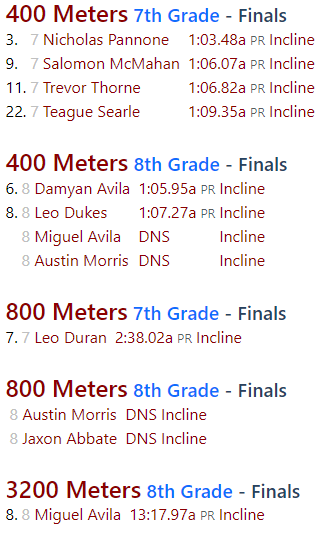 400 Meters 7th Grade - Finals
3. 7 Nicholas Pannone 1:03.48a PR Incline
9. 7 Salomon McMahan 1:06.07a PR Incline
11. 7 Trevor Thorne 1:06.82a PR Incline
22. 7 Teague Searle 1:09.35a PR Incline
400 Meters 8th Grade - Finals
6. 8 Damyan Avila 1:05.95a PR Incline
8. 8 Leo Dukes 1:07.27a PR Incline
8 Miguel Avila DNS Incline
8 Austin Morris DNS Incline
800 Meters 7th Grade - Finals
7. 7 Leo Duran 2:38.02a PR Incline
800 Meters 8th Grade - Finals
8 Austin Morris DNS Incline
8 Jaxon Abbate DNS Incline
3200 Meters 8th Grade - Finals
8. 8 Miguel Avila 13:17.97a PR Incline